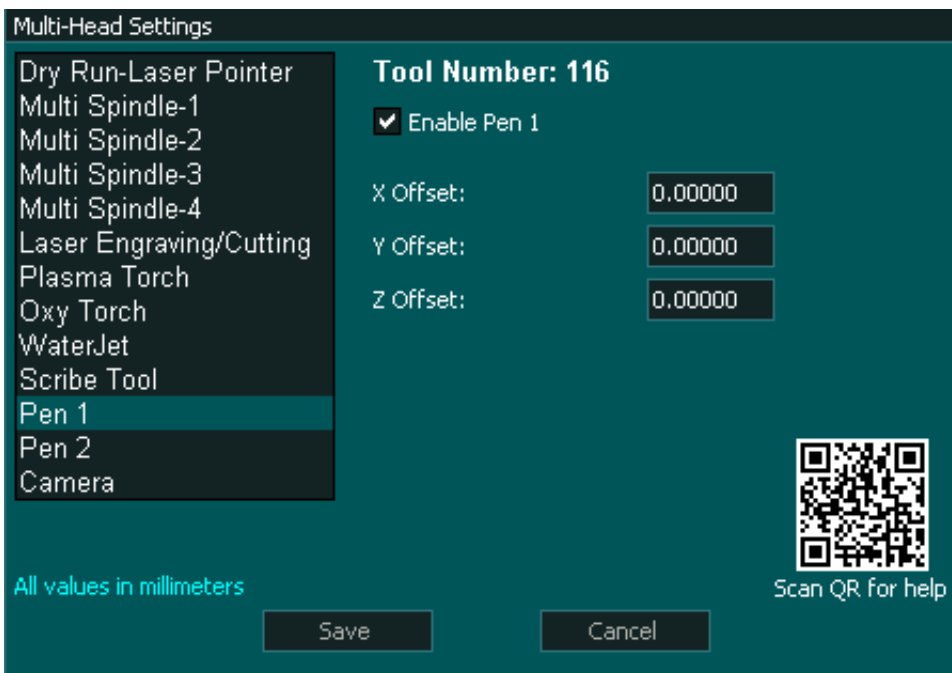 Multi-Head Settings
Dry Run-Laser Pointer
Multi Spindle-1
Multi Spindle-2
Multi Spindle-3
Multi Spindle-4
Laser Engraving/Cutting
Plasma Torch
Oxy Torch
WaterJet
Scribe Tool
Pen 1
Pen 2
Camera
Tool Number: 116
Enable Pen 1
X Offset: 0.00000
Y Offset: 0.00000
Z Offset: 0.00000
All values in millimeters
Scan QR for help
Save Cancel